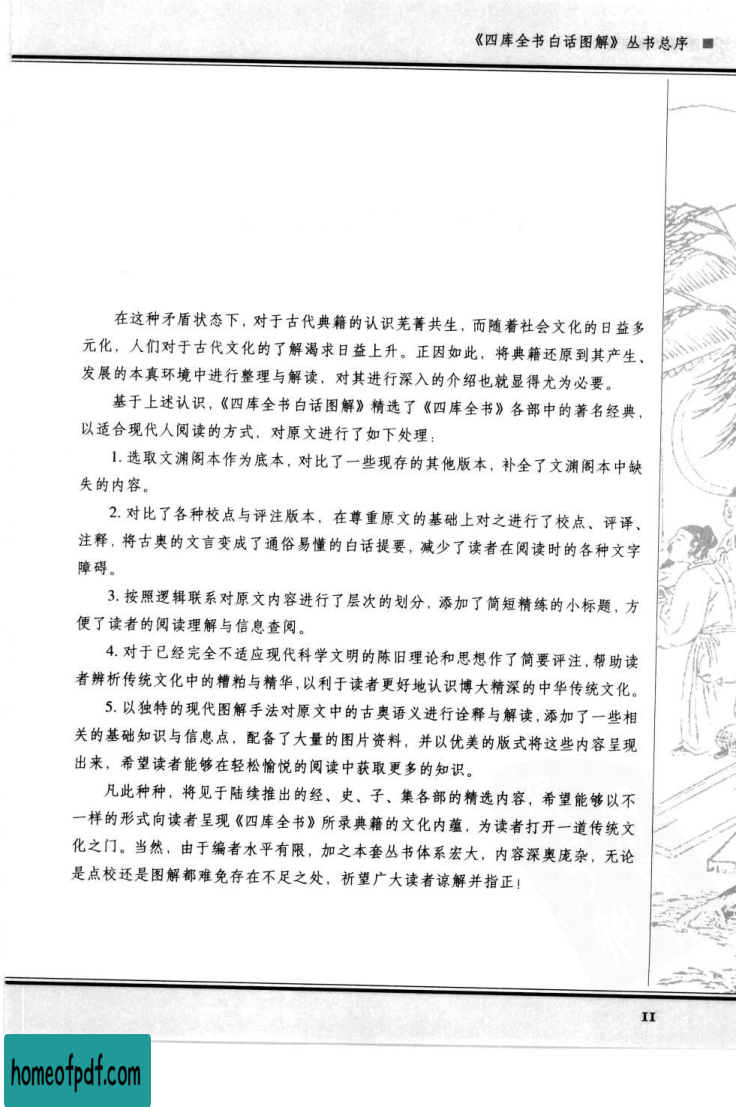 《四库全书白话图解》丛书总序 ■
在这种矛盾状态下，对于古代典籍的认识芜菁共生，而随着社会文化的日益多
元化，人们对于古代文化的了解渴求日益上升。正因如此，将典籍还原到其产生、
发展的本真环境中进行整理与解读，对其进行深入的介绍也就显得尤为必要。
基于上述认识，《四库全书白话图解》精选了《四库全书》各部中的著名经典，
以适合现代人阅读的方式，对原文进行了如下处理：
1. 选取文渊阁本作为底本，对比了一些现存的其他版本，补全了文渊阁本中缺
失的内容。
2. 对比了各种校点与评注版本，在尊重原文的基础上对之进行了校点、评译、
注释，将古奥的文言变成了通俗易懂的白话提要，减少了读者在阅读时的各种文字
障碍。
3. 按照逻辑联系对原文内容进行了层次的划分，添加了简短精练的小标题，方
便了读者的阅读理解与信息查阅。
4. 对于已经完全不适应现代科学文明的陈旧理论和思想作了简要评注，帮助读
者辨析传统文化中的糟粕与精华，以利于读者更好地认识博大精深的中华传统文化。
5. 以独特的现代图解手法对原文中的古奥语义进行诠释与解读，添加了一些相
关的基础知识与信息点，配备了大量的图片资料，并以优美的版式将这些内容呈现
出来，希望读者能够在轻松愉悦的阅读中获取更多的知识。
凡此种种，将见于陆续推出的经、史、子、集各部的精选内容，希望能够以不
一样的形式向读者呈现《四库全书》所录典籍的文化内蕴，为读者打开一道传统文
化之门。当然，由于编者水平有限，加之本套丛书体系宏大，内容深奥庞杂，无论
是点校还是图解都难免存在不足之处，祈望广大读者谅解并指正！
II
homeofpdf.com